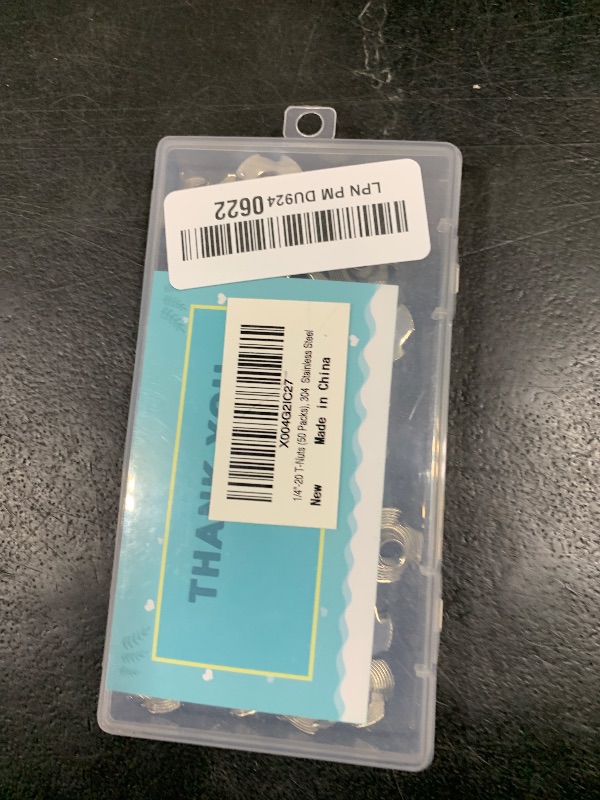 LPN PM DU924 0622
THANK YOU
X004G2IC27
1/4"-20 T-Nuts (50 Packs), 304 Stainless Steel
New
Made in China